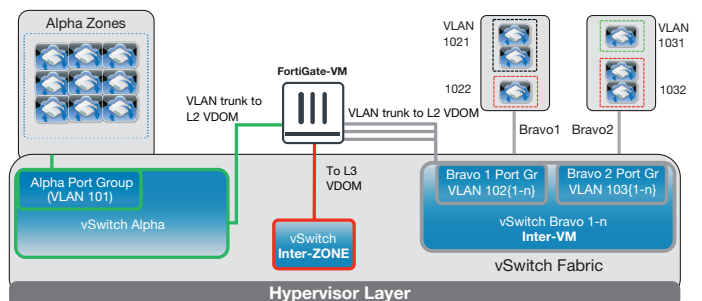 Alpha Zones
VLAN
1021
1022
VLAN
1031
1032
FortiGate-VM
VLAN trunk to
L2 VDOM
VLAN trunk to L2 VDOM
Bravo1
Bravo2
To L3
VDOM
Alpha Port Group
(VLAN 101)
vSwitch Alpha
vSwitch
Inter-ZONE
Bravo 1 Port Gr
VLAN 102{1-n}
Bravo 2 Port Gr
VLAN 103{1-n}
vSwitch Bravo 1-n
Inter-VM
vSwitch Fabric
Hypervisor Layer